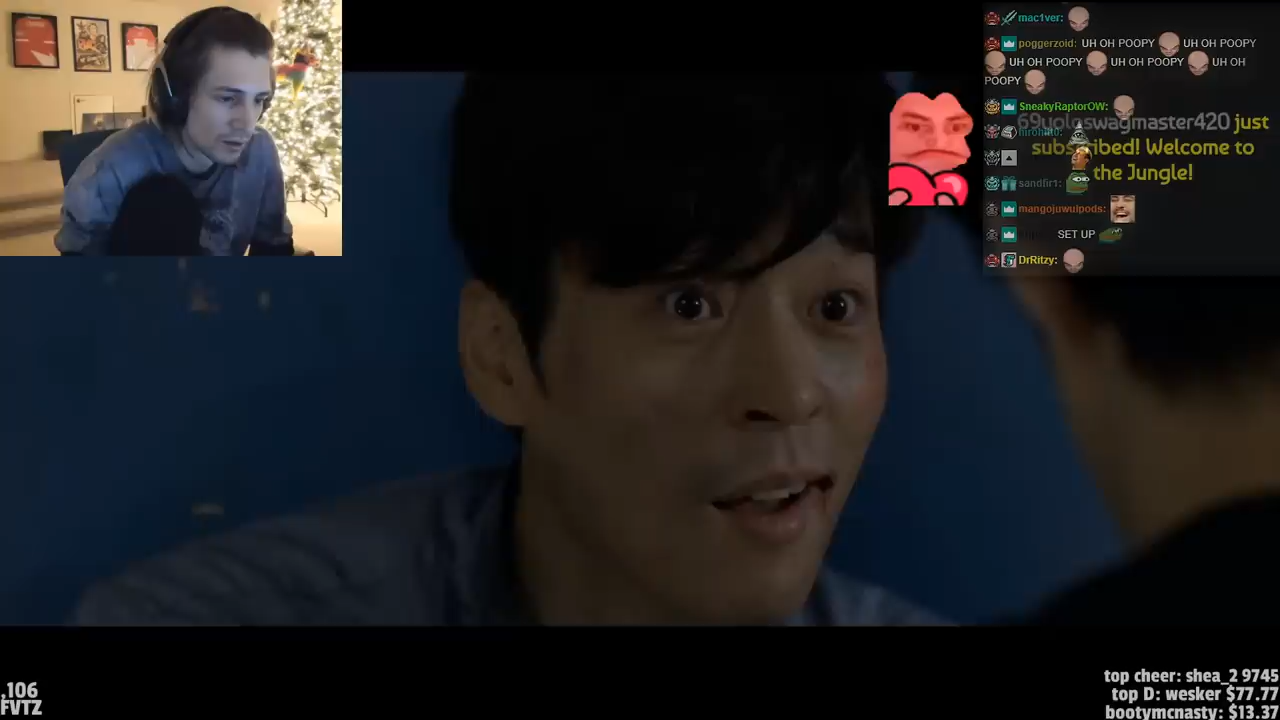 mac1ver:
poggerzoid: UH OH POOPY UH OH POOPY
UH OH POOPY UH OH POOPY UH OH
POOPY
SneakyRaptorOW:
69yoloswagmaster420 just
subscribed! Welcome to
the Jungle!
sandfir1:
mangojuwulpods:
SET UP
DrRitzy:
,106
FVTZ
top cheer: shea_2 9745
top D: wesker $77.77
bootymcnasty: $13.37